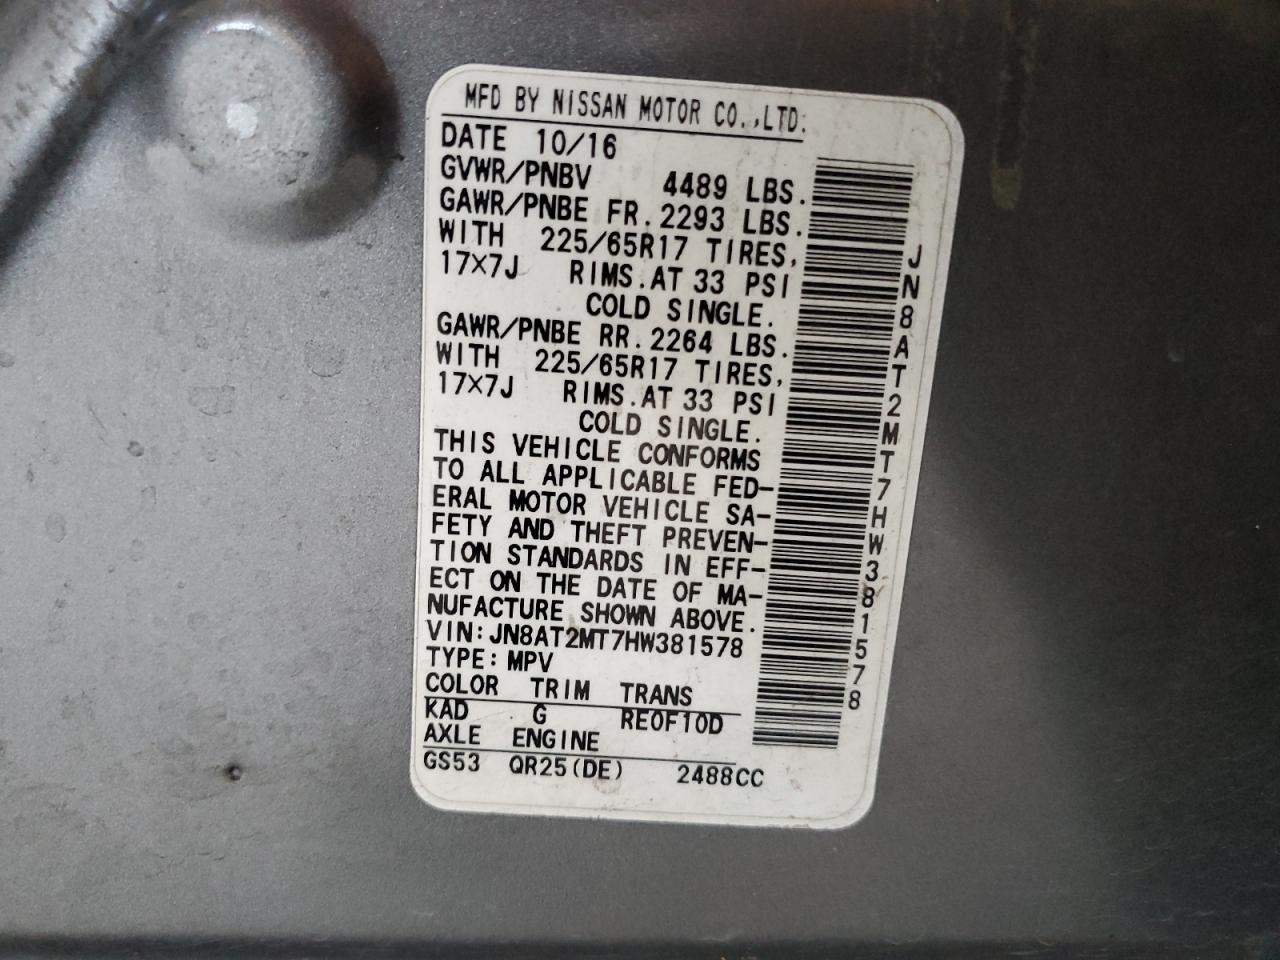 MFD BY NISSAN MOTOR CO.,LTD.
DATE 10/16
GVWR/PNBV 4489 LBS.
GAWR/PNBE FR.2293 LBS.
WITH 225/65R17 TIRES,
17×7J RIMS.AT 33 PSI
COLD SINGLE.
GAWR/PNBE RR.2264 LBS.
WITH 225/65R17 TIRES,
17×7J RIMS.AT 33 PSI
COLD SINGLE.
THIS VEHICLE CONFORMS
TO ALL APPLICABLE FED-
ERAL MOTOR VEHICLE SA-
FETY AND THEFT PREVEN-
TION STANDARDS IN EFF-
ECT ON THE DATE OF MA-
NUFACTURE SHOWN ABOVE.
VIN:JN8AT2MT7HW381578
TYPE:MPV
COLOR TRIM TRANS
KAD G RE0F10D
AXLE ENGINE
GS53 QR25(DE) 2488CC
JN8AT2MT7HW381578